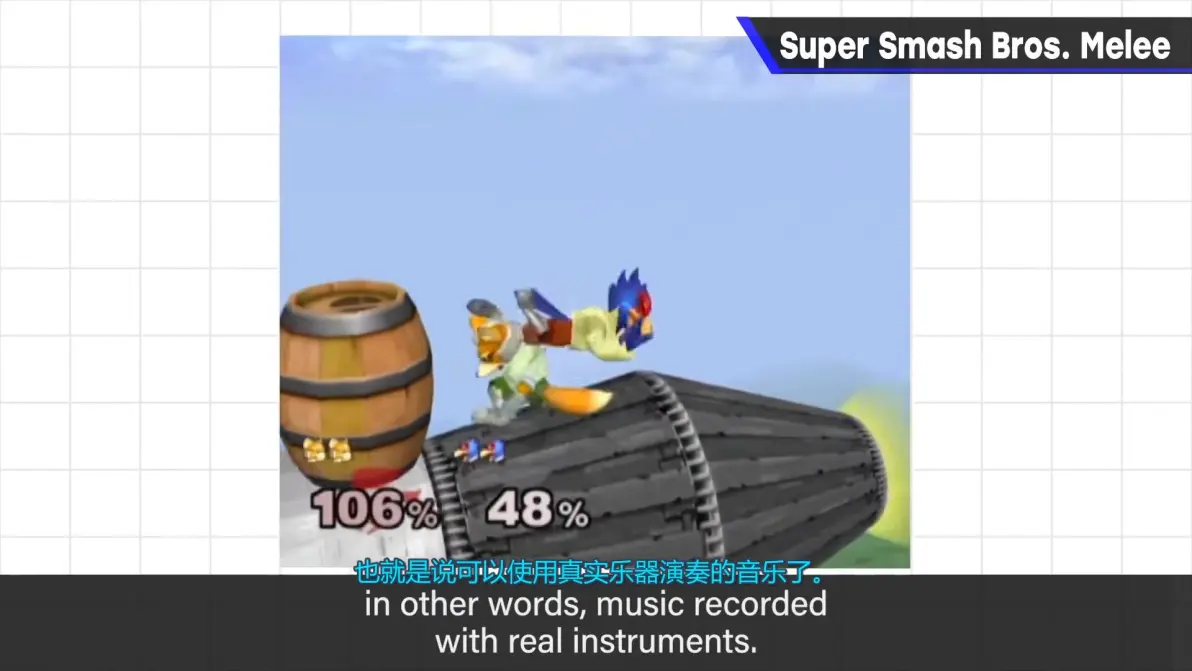 Super Smash Bros. Melee
106%
48%
也就是说可以使用真实乐器演奏的音乐了。
in other words, music recorded
with real instruments.